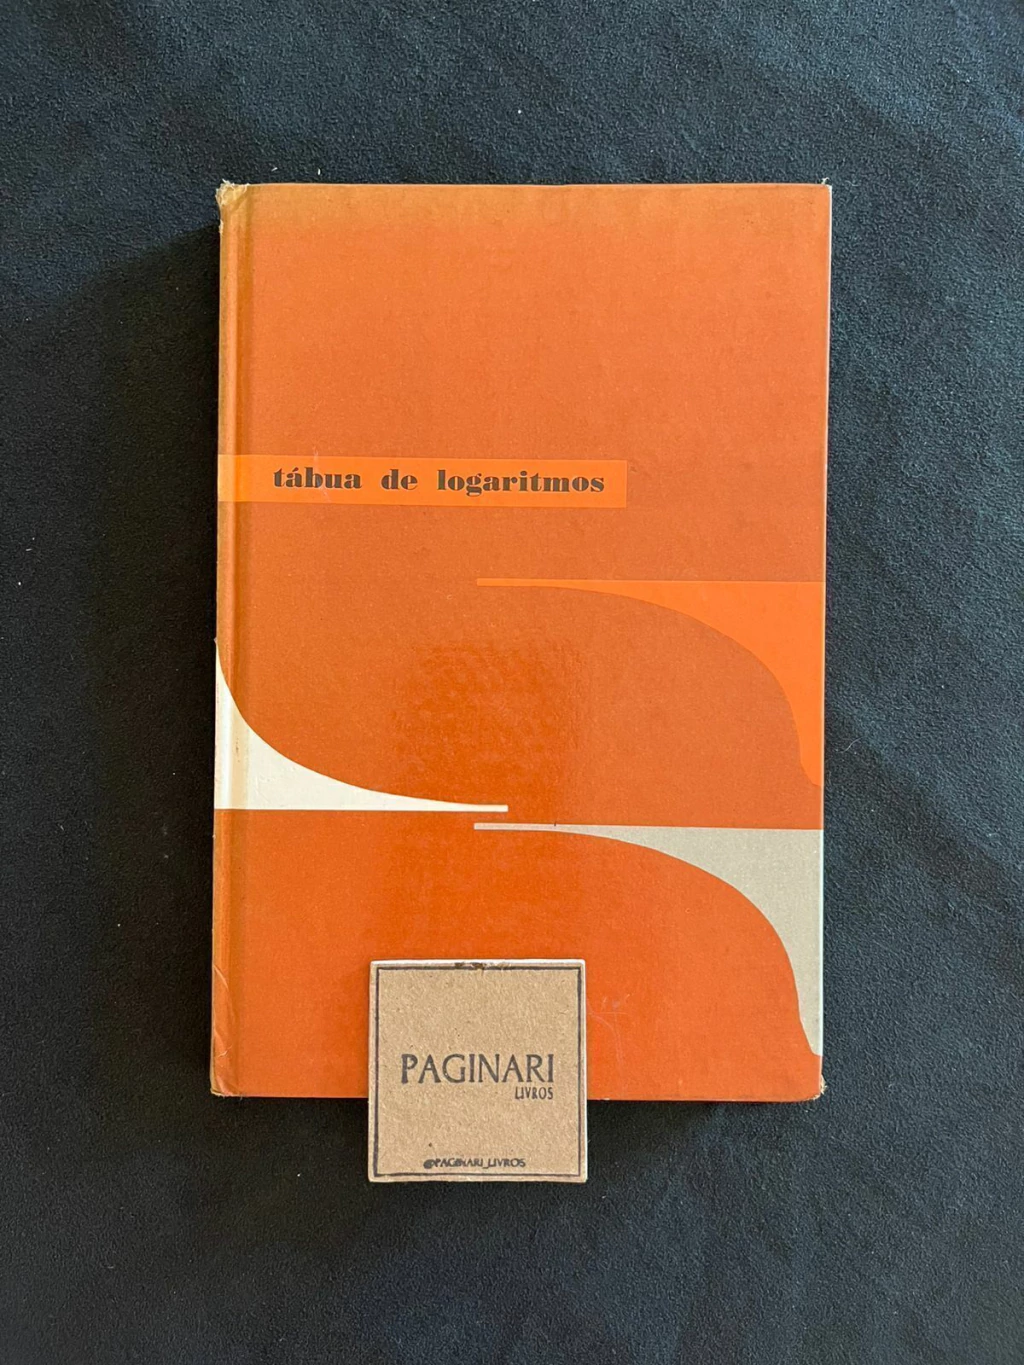 tábua de logaritmos
PAGINARI
LIVROS
@PAGINARI_LIVROS